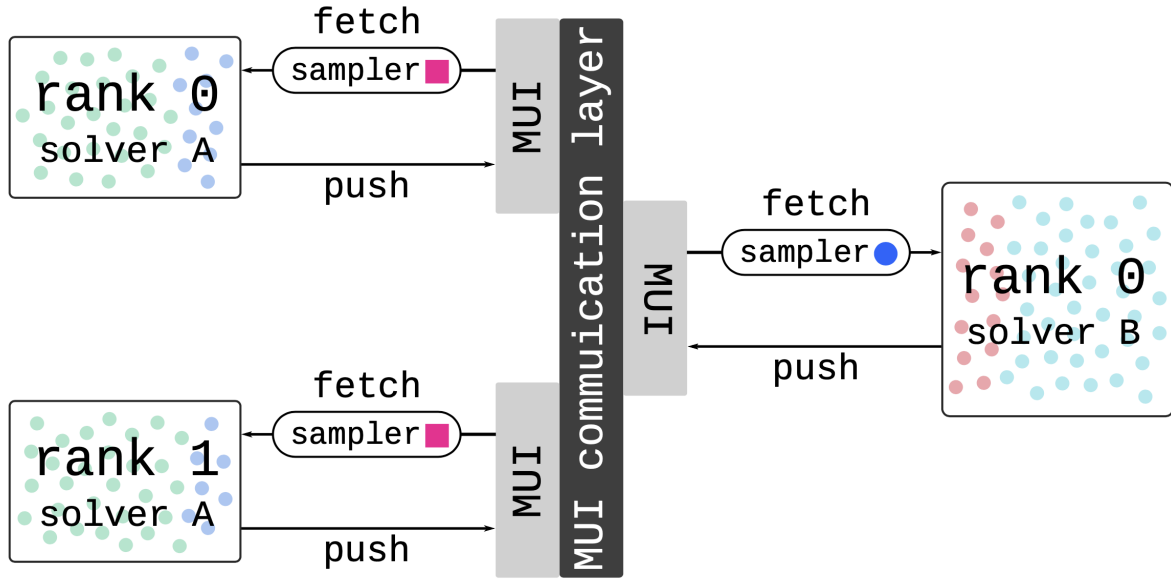 fetch
sampler
rank 0
solver A
push
MUI
MUI commuication layer
fetch
sampler
rank 1
solver A
push
MUI
MUI
fetch
sampler
rank 0
solver B
push